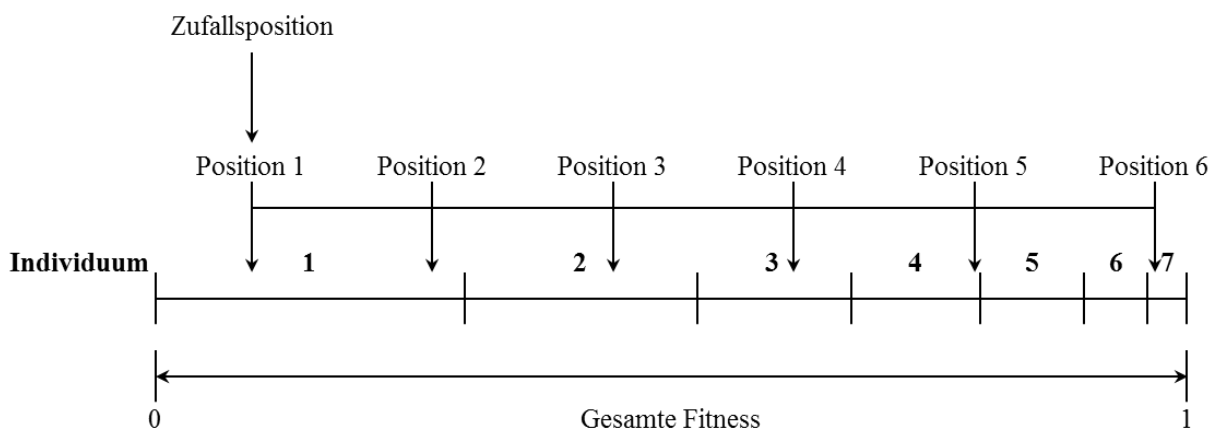 Zufallsposition
Position 1 Position 2 Position 3 Position 4 Position 5 Position 6
Individuum 1 2 3 4 5 6 7
0 Gesamte Fitness 1